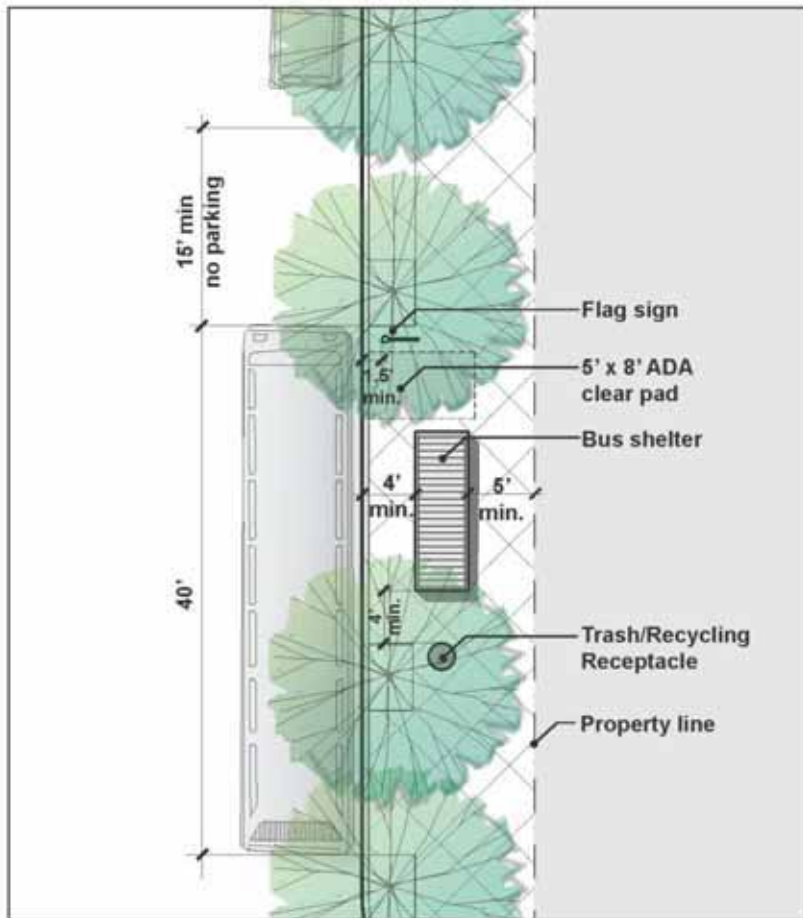 15' min
no parking
Flag sign
1.5'
min.
5' x 8' ADA
clear pad
Bus shelter
4'
min.
5'
min.
40'
4'
min.
Trash/Recycling
Receptacle
Property line